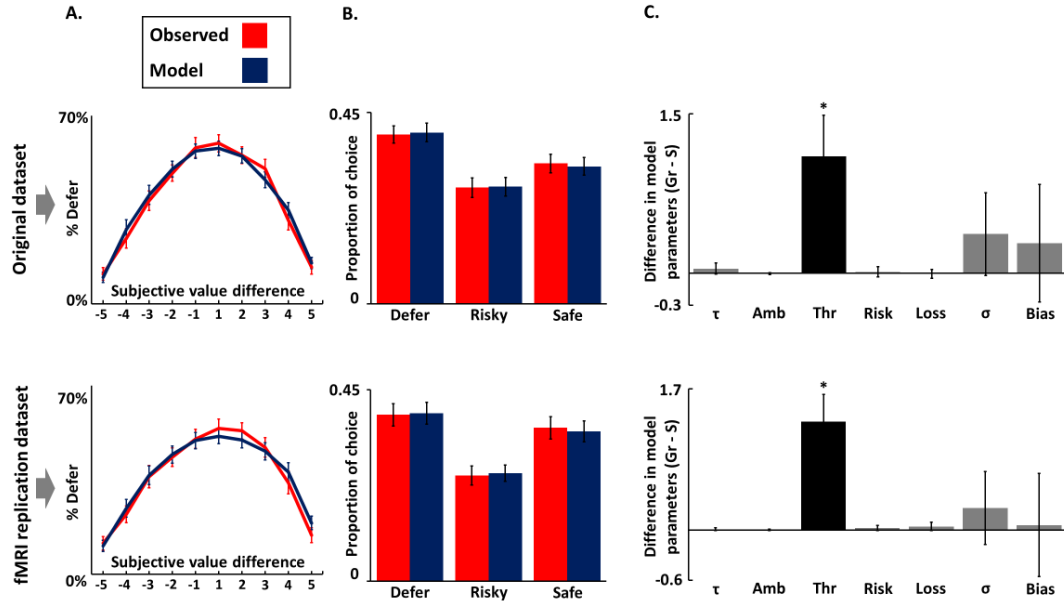 A.
B.
C.
Observed
Model
Original dataset
70%
% Defer
0%
Subjective value difference
-5 -4 -3 -2 -1 1 2 3 4 5
0.45
Proportion of choice
0
Defer Risky Safe
1.5
Difference in model
parameters (Gr - S)
*
-0.3
τ Amb Thr Risk Loss σ Bias
fMRI replication dataset
70%
% Defer
0%
Subjective value difference
-5 -4 -3 -2 -1 1 2 3 4 5
0.45
Proportion of choice
0
Defer Risky Safe
1.7
Difference in model
parameters (Gr - S)
*
-0.6
τ Amb Thr Risk Loss σ Bias